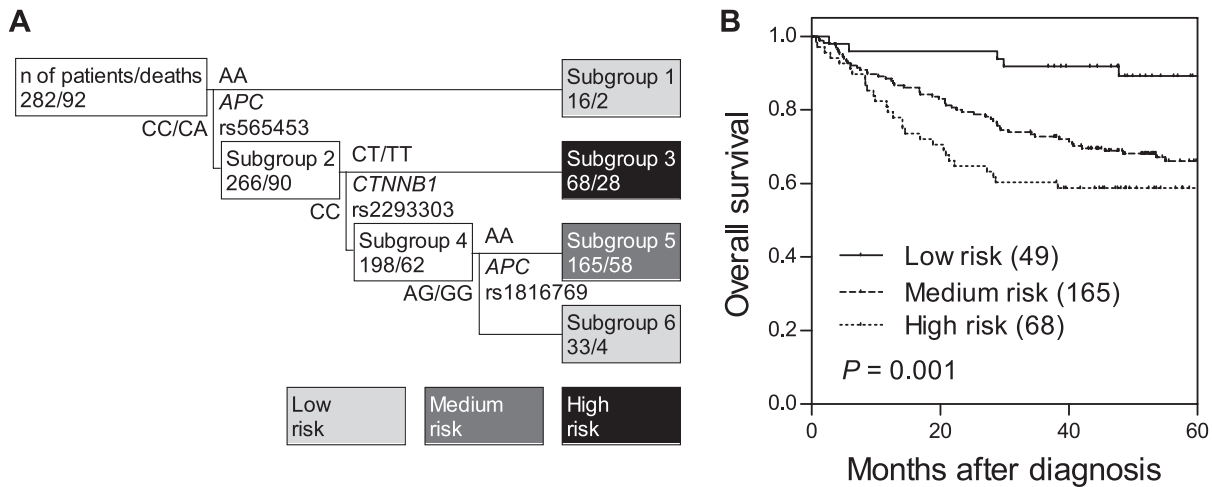 A
n of patients/deaths
282/92
AA
APC
rs565453
CC/CA
Subgroup 1
16/2
Subgroup 2
266/90
CT/TT
CTNNB1
rs2293303
CC
Subgroup 3
68/28
Subgroup 4
198/62
AA
APC
rs1816769
AG/GG
Subgroup 5
165/58
Subgroup 6
33/4
Low
risk
Medium
risk
High
risk
B
Overall survival
1.0
0.8
0.6
0.4
0.2
0.0
Low risk (49)
Medium risk (165)
High risk (68)
P = 0.001
0
20
40
60
Months after diagnosis